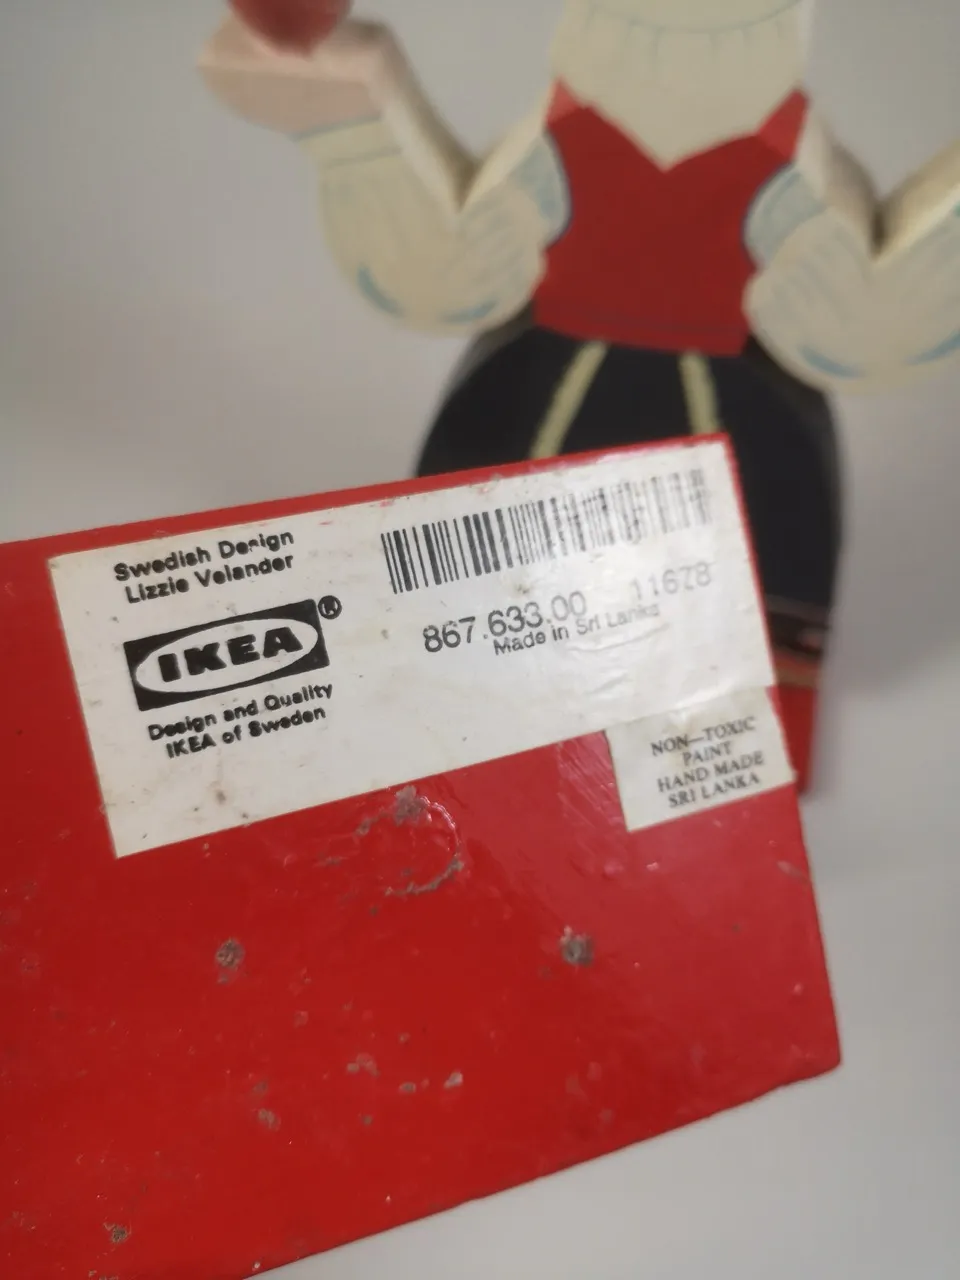 Swedish Design
Lizzie Velander
IKEA®
Design and Quality
IKEA of Sweden
867.633.00 11678
Made in Sri Lanka
NON—TOXIC
PAINT
HAND MADE
SRI LANKA